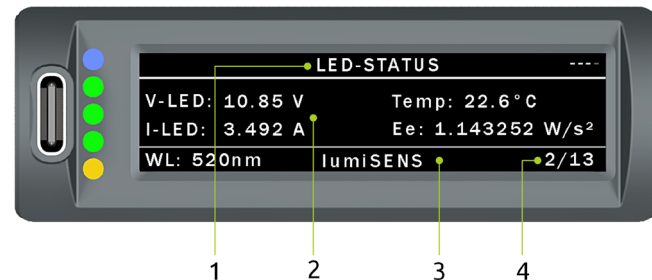 LED-STATUS ----
V-LED: 10.85 V Temp: 22.6°C
I-LED: 3.492 A Ee: 1.143252 W/s²
WL: 520nm lumiSENS 2/13
1 2 3 4